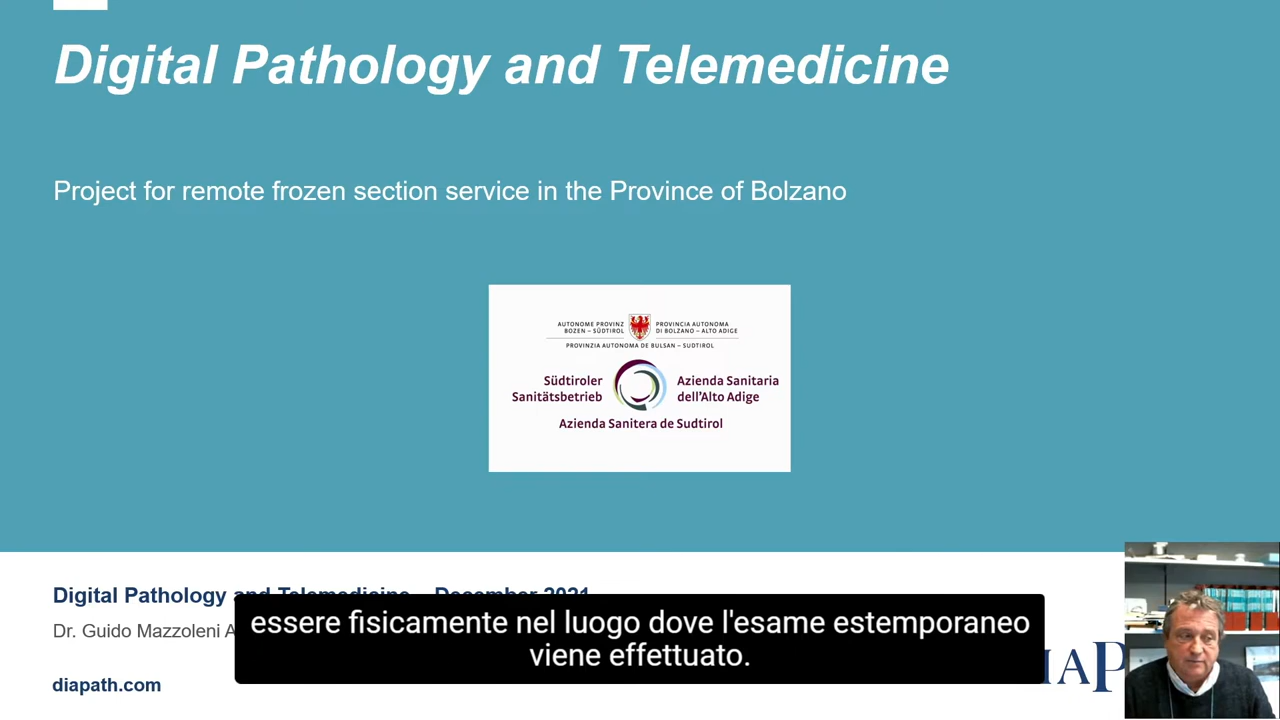 Digital Pathology and Telemedicine
Project for remote frozen section service in the Province of Bolzano
AUTONOME PROVINZ
BOZEN – SÜDTIROL
PROVINCIA AUTONOMA
DI BOLZANO – ALTO ADIGE
PROVINZIA AUTONOMA DE BULSAN – SUDTIROL
Südtiroler
Sanitätsbetrieb
Azienda Sanitaria
dell'Alto Adige
Azienda Sanitera de Sudtirol
Digital Pathology and Telemedicine – December 2021
Dr. Guido Mazzoleni A
essere fisicamente nel luogo dove l'esame estemporaneo
viene effettuato.
diapath.com